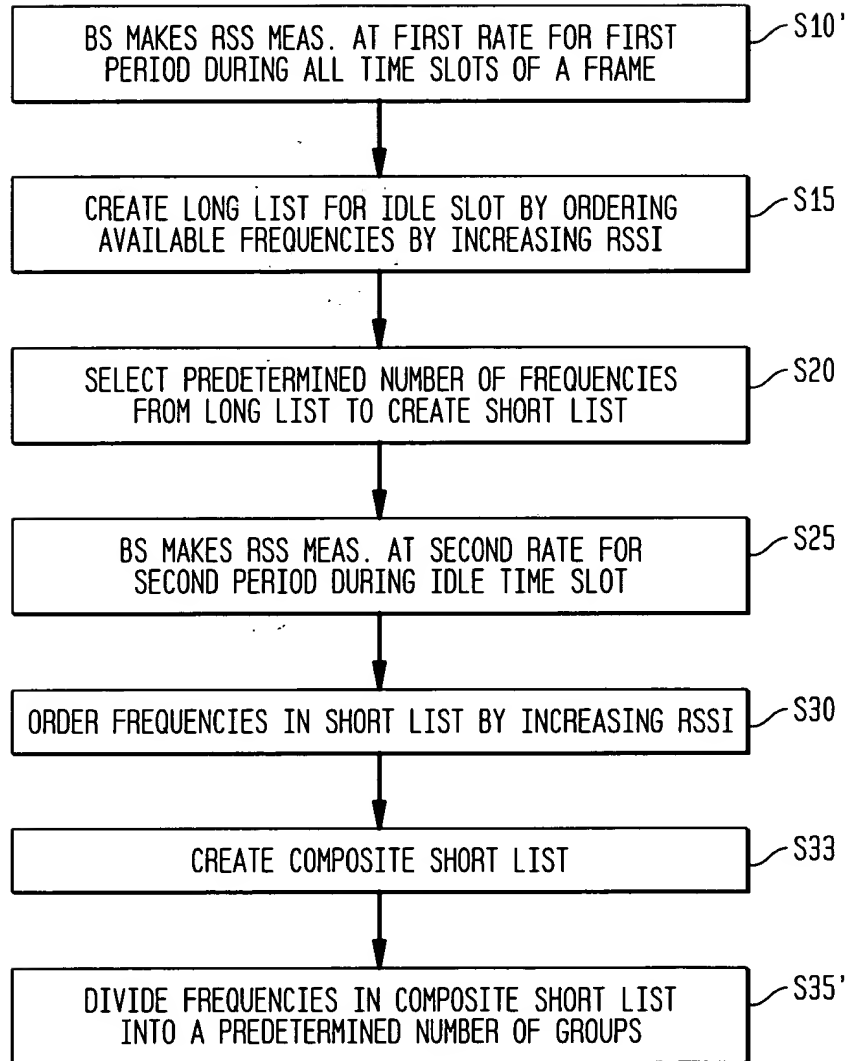 BS MAKES RSS MEAS. AT FIRST RATE FOR FIRST
PERIOD DURING ALL TIME SLOTS OF A FRAME
S10'
CREATE LONG LIST FOR IDLE SLOT BY ORDERING
AVAILABLE FREQUENCIES BY INCREASING RSSI
S15
SELECT PREDETERMINED NUMBER OF FREQUENCIES
FROM LONG LIST TO CREATE SHORT LIST
S20
BS MAKES RSS MEAS. AT SECOND RATE FOR
SECOND PERIOD DURING IDLE TIME SLOT
S25
ORDER FREQUENCIES IN SHORT LIST BY INCREASING RSSI
S30
CREATE COMPOSITE SHORT LIST
S33
DIVIDE FREQUENCIES IN COMPOSITE SHORT LIST
INTO A PREDETERMINED NUMBER OF GROUPS
S35'